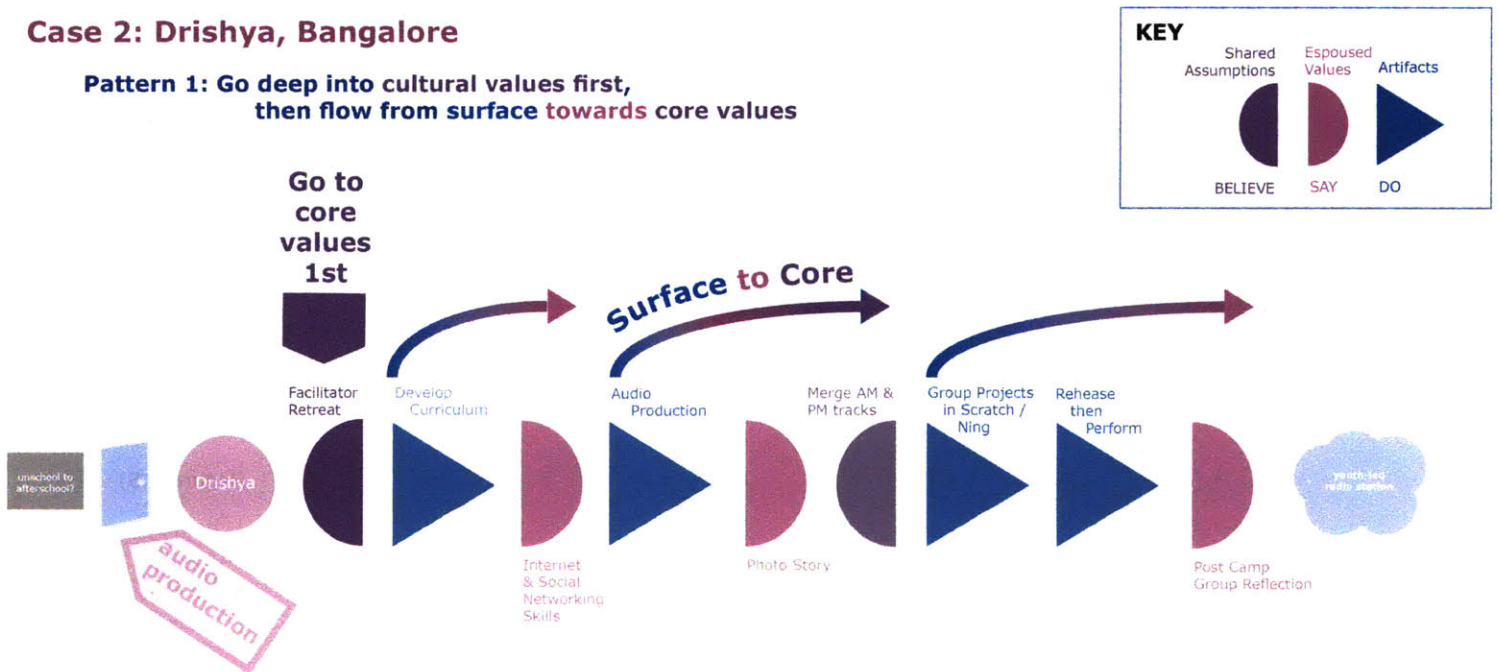 Case 2: Drishya, Bangalore
Pattern 1: Go deep into cultural values first,
then flow from surface towards core values
KEY
Shared
Assumptions
Espoused
Values
Artifacts
BELIEVE
SAY
DO
Go to
core
values
1st
Surface to Core
Facilitator
Retreat
Develop
Curriculum
Audio
Production
Merge AM &
PM tracks
Group Projects
in Scratch /
Ning
Rehease
then
Perform
unschool to
afterschool?
Drishya
youth-led
radio station
audio
production
Internet
& Social
Networking
Skills
Photo Story
Post Camp
Group Reflection